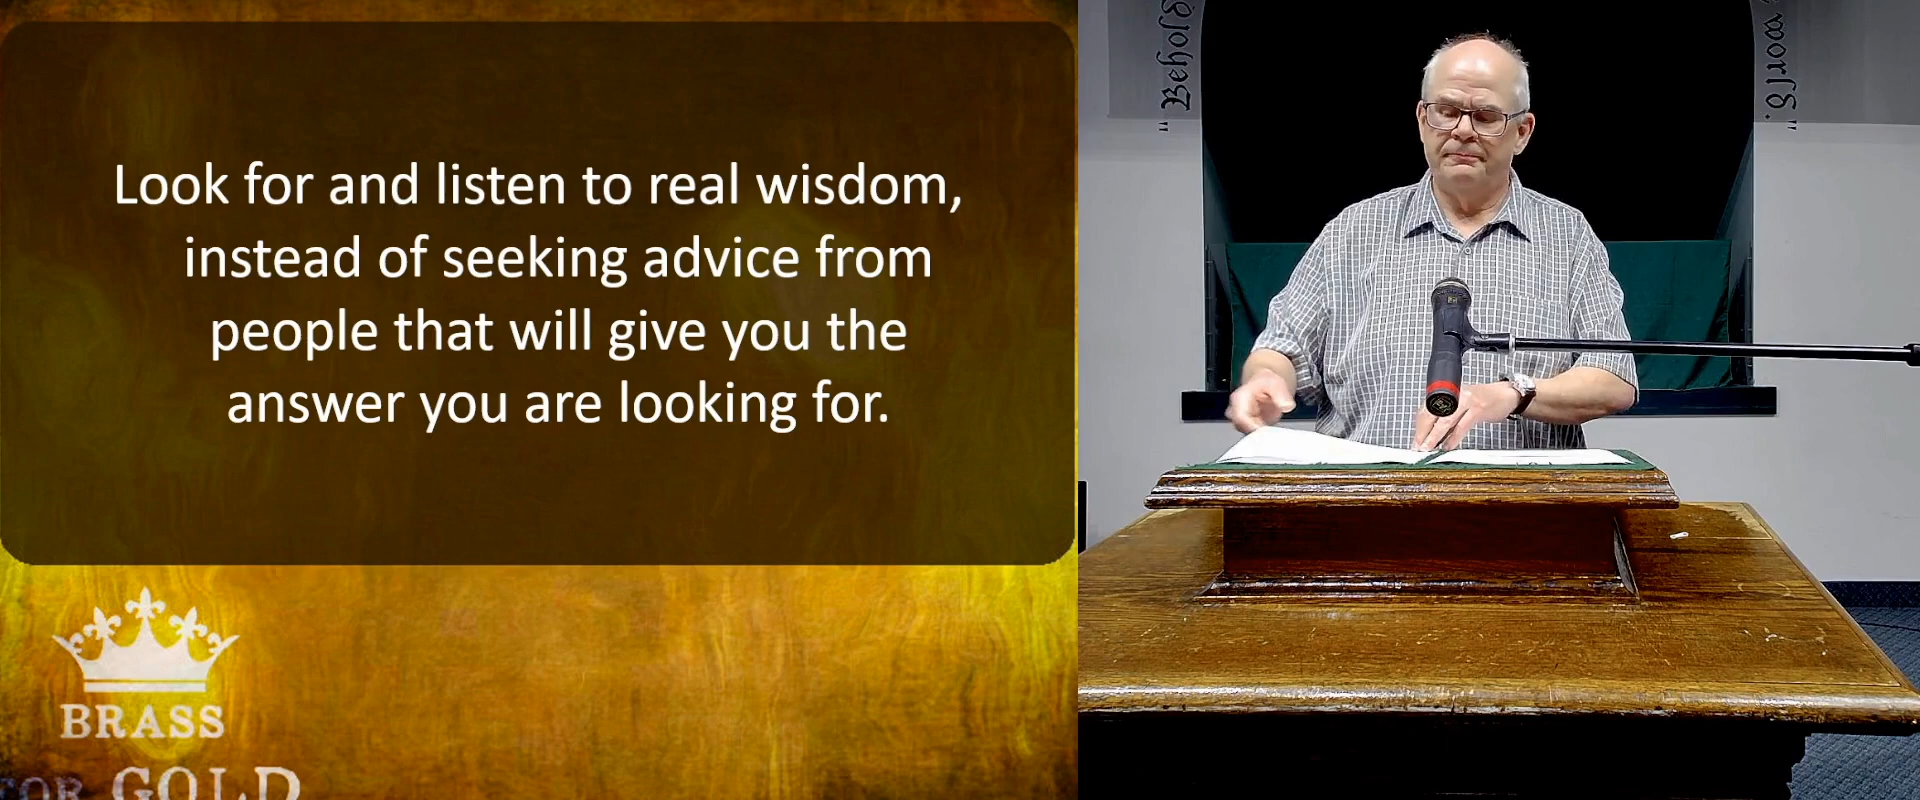 Look for and listen to real wisdom,
instead of seeking advice from
people that will give you the
answer you are looking for.
BRASS
FOR GOLD
"Behold
world."